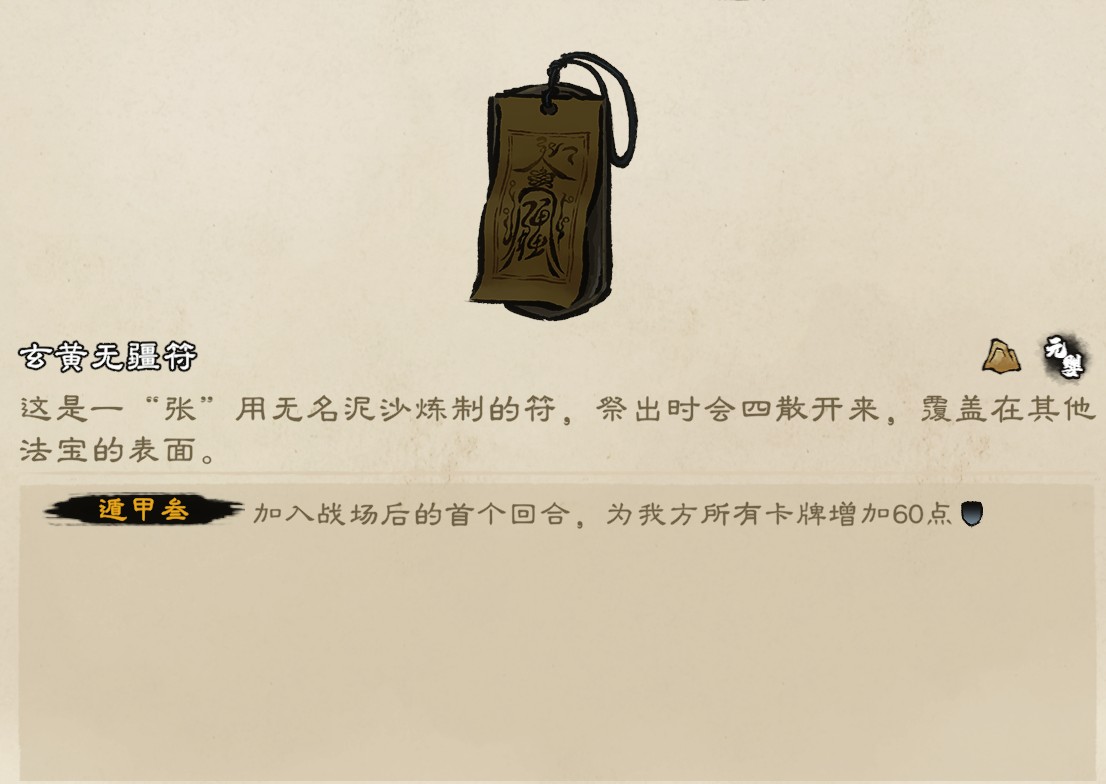 玄黄无疆符
元婴
这是一“张”用无名泥沙炼制的符，祭出时会四散开来，覆盖在其他
法宝的表面。
遁甲叁 加入战场后的首个回合，为我方所有卡牌增加60点